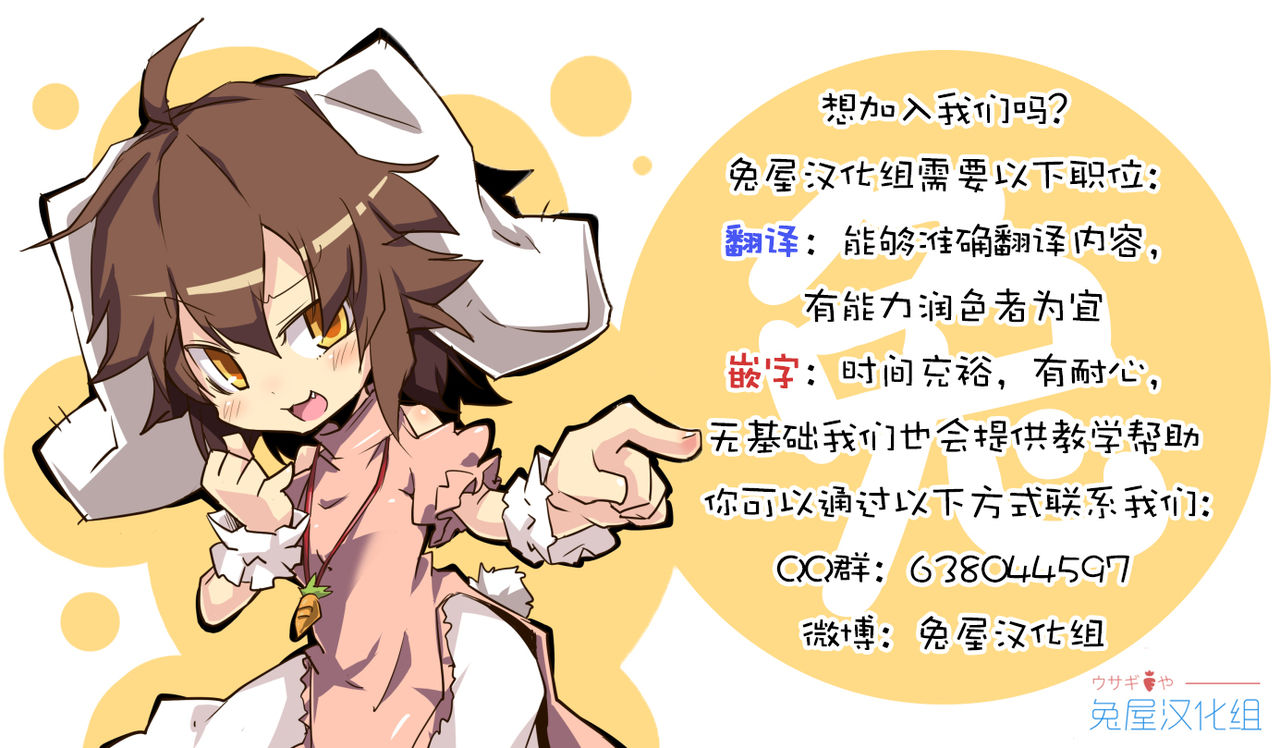 想加入我们吗?
兔屋汉化组需要以下职位:
翻译: 能够准确翻译内容,
有能力润色者为宜
嵌字: 时间充裕, 有耐心,
无基础我们也会提供教学帮助
你可以通过以下方式联系我们:
QQ群: 638044597
微博: 兔屋汉化组
兔
ウサギや
兔屋汉化组